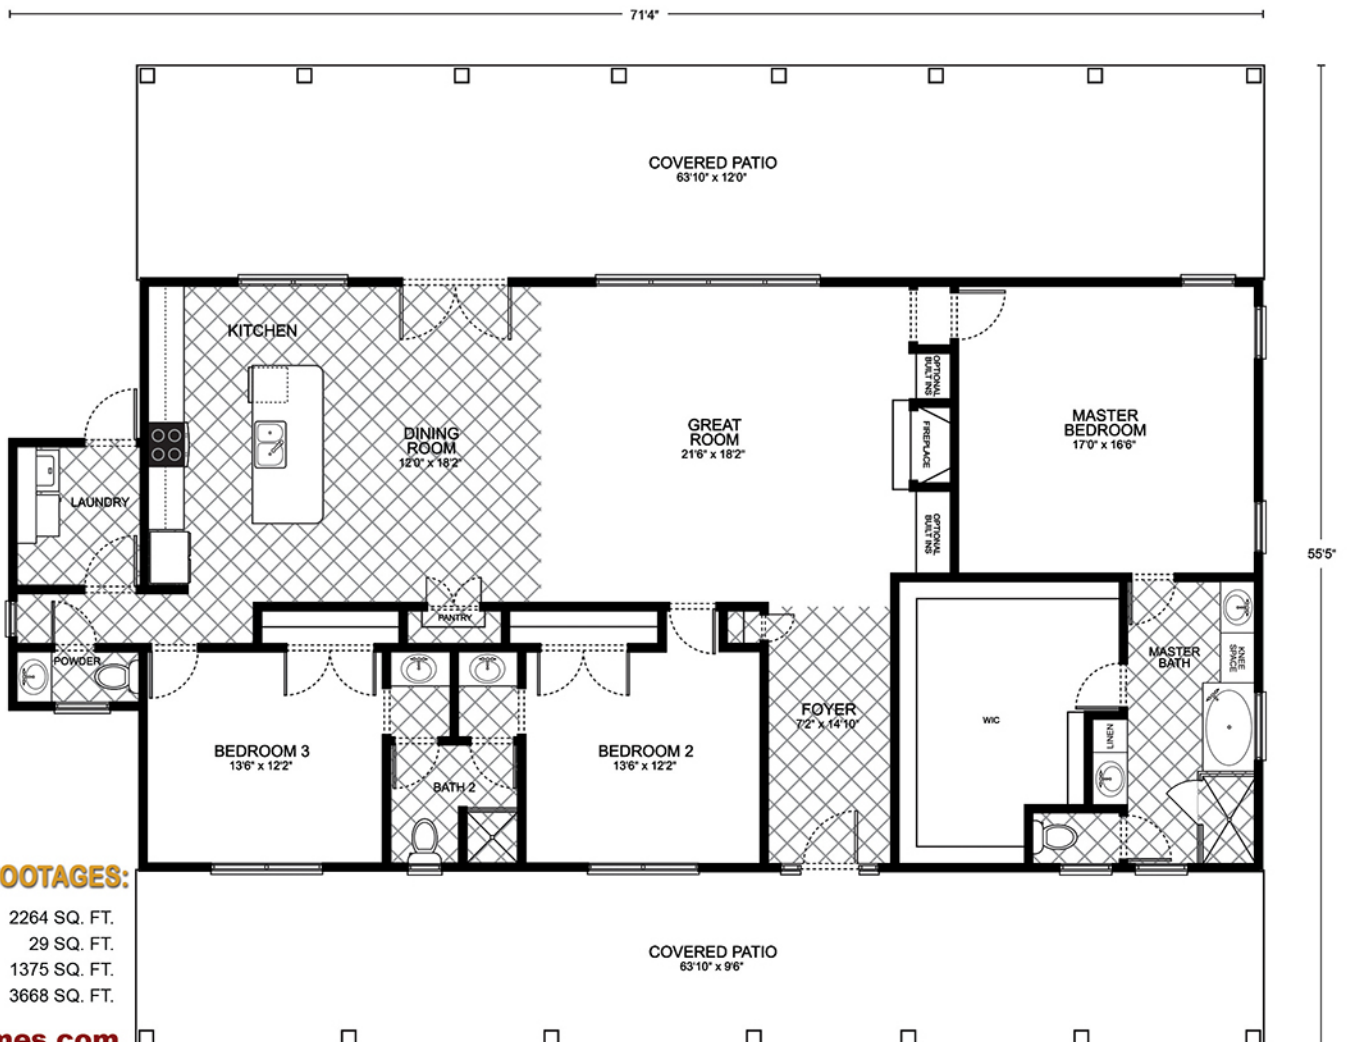 71'4"
COVERED PATIO
63'10" x 12'0"
KITCHEN
DINING
ROOM
12'0" x 18'2"
GREAT
ROOM
21'6" x 18'2"
OPTIONAL
BUILT INS
FIREPLACE
OPTIONAL
BUILT INS
MASTER
BEDROOM
17'0" x 16'6"
LAUNDRY
55'5"
PANTRY
POWDER
MASTER
BATH
KNEE
SPACE
FOYER
7'2" x 14'10"
WIC
LINEN
BEDROOM 3
13'6" x 12'2"
BATH 2
BEDROOM 2
13'6" x 12'2"
OOTAGES:
2264 SQ. FT.
29 SQ. FT.
1375 SQ. FT.
3668 SQ. FT.
COVERED PATIO
63'10" x 9'6"
mes.com